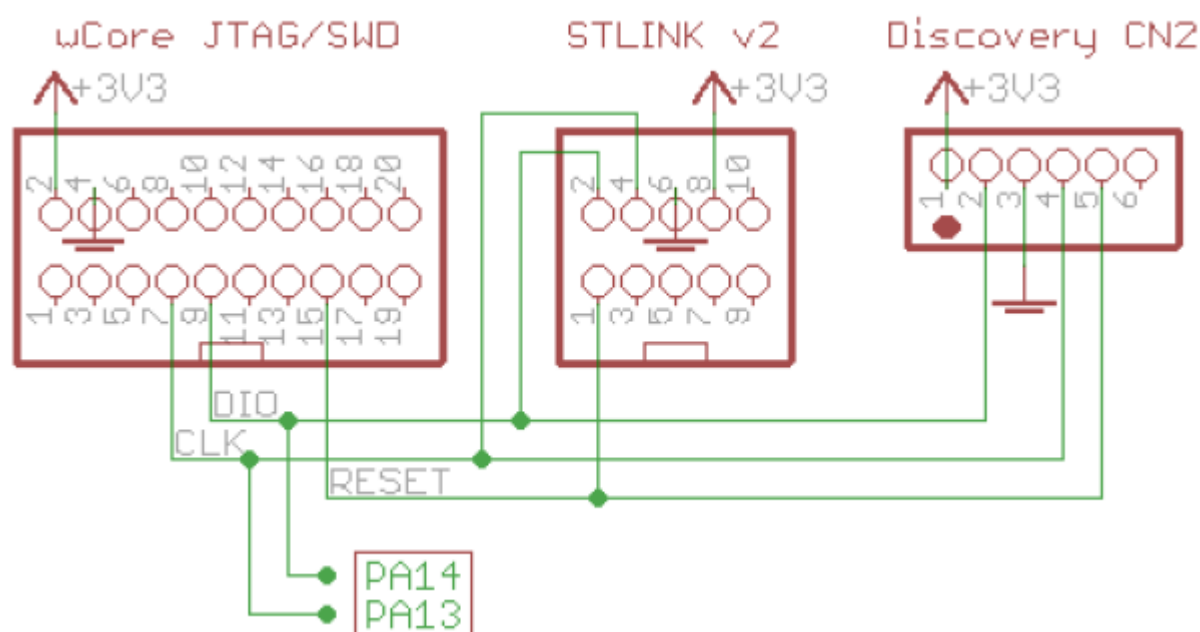 wCore JTAG/SWD
STLINK v2
Discovery CN2
+3V3
+3V3
+3V3
2 4 6 8 10 12 14 16 18 20
2 4 6 8 10
1 2 3 4 5 6
1 3 5 7 9 11 13 15 17 19
1 3 5 7 9
DIO
CLK
RESET
PA14
PA13